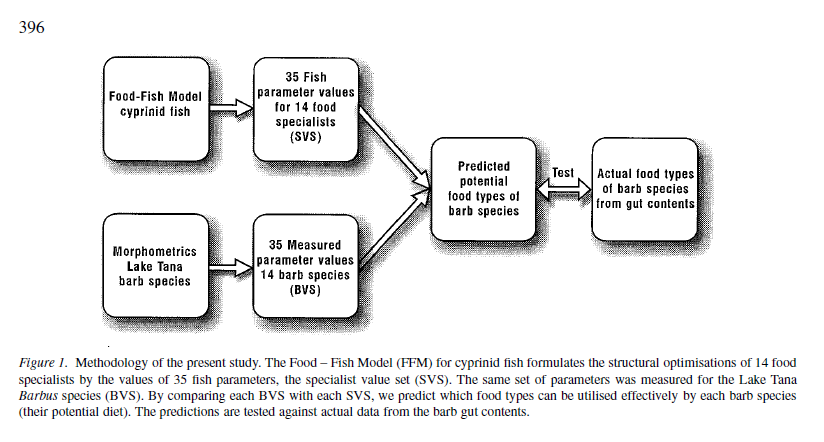 396
Food-Fish Model
cyprinid fish
35 Fish
parameter values
for 14 food
specialists
(SVS)
Morphometrics
Lake Tana
barb species
35 Measured
parameter values
14 barb species
(BVS)
Predicted
potential
food types of
barb species
Test
Actual food types
of barb species
from gut contents
Figure 1. Methodology of the present study. The Food – Fish Model (FFM) for cyprinid fish formulates the structural optimisations of 14 food
specialists by the values of 35 fish parameters, the specialist value set (SVS). The same set of parameters was measured for the Lake Tana
Barbus species (BVS). By comparing each BVS with each SVS, we predict which food types can be utilised effectively by each barb species
(their potential diet). The predictions are tested against actual data from the barb gut contents.